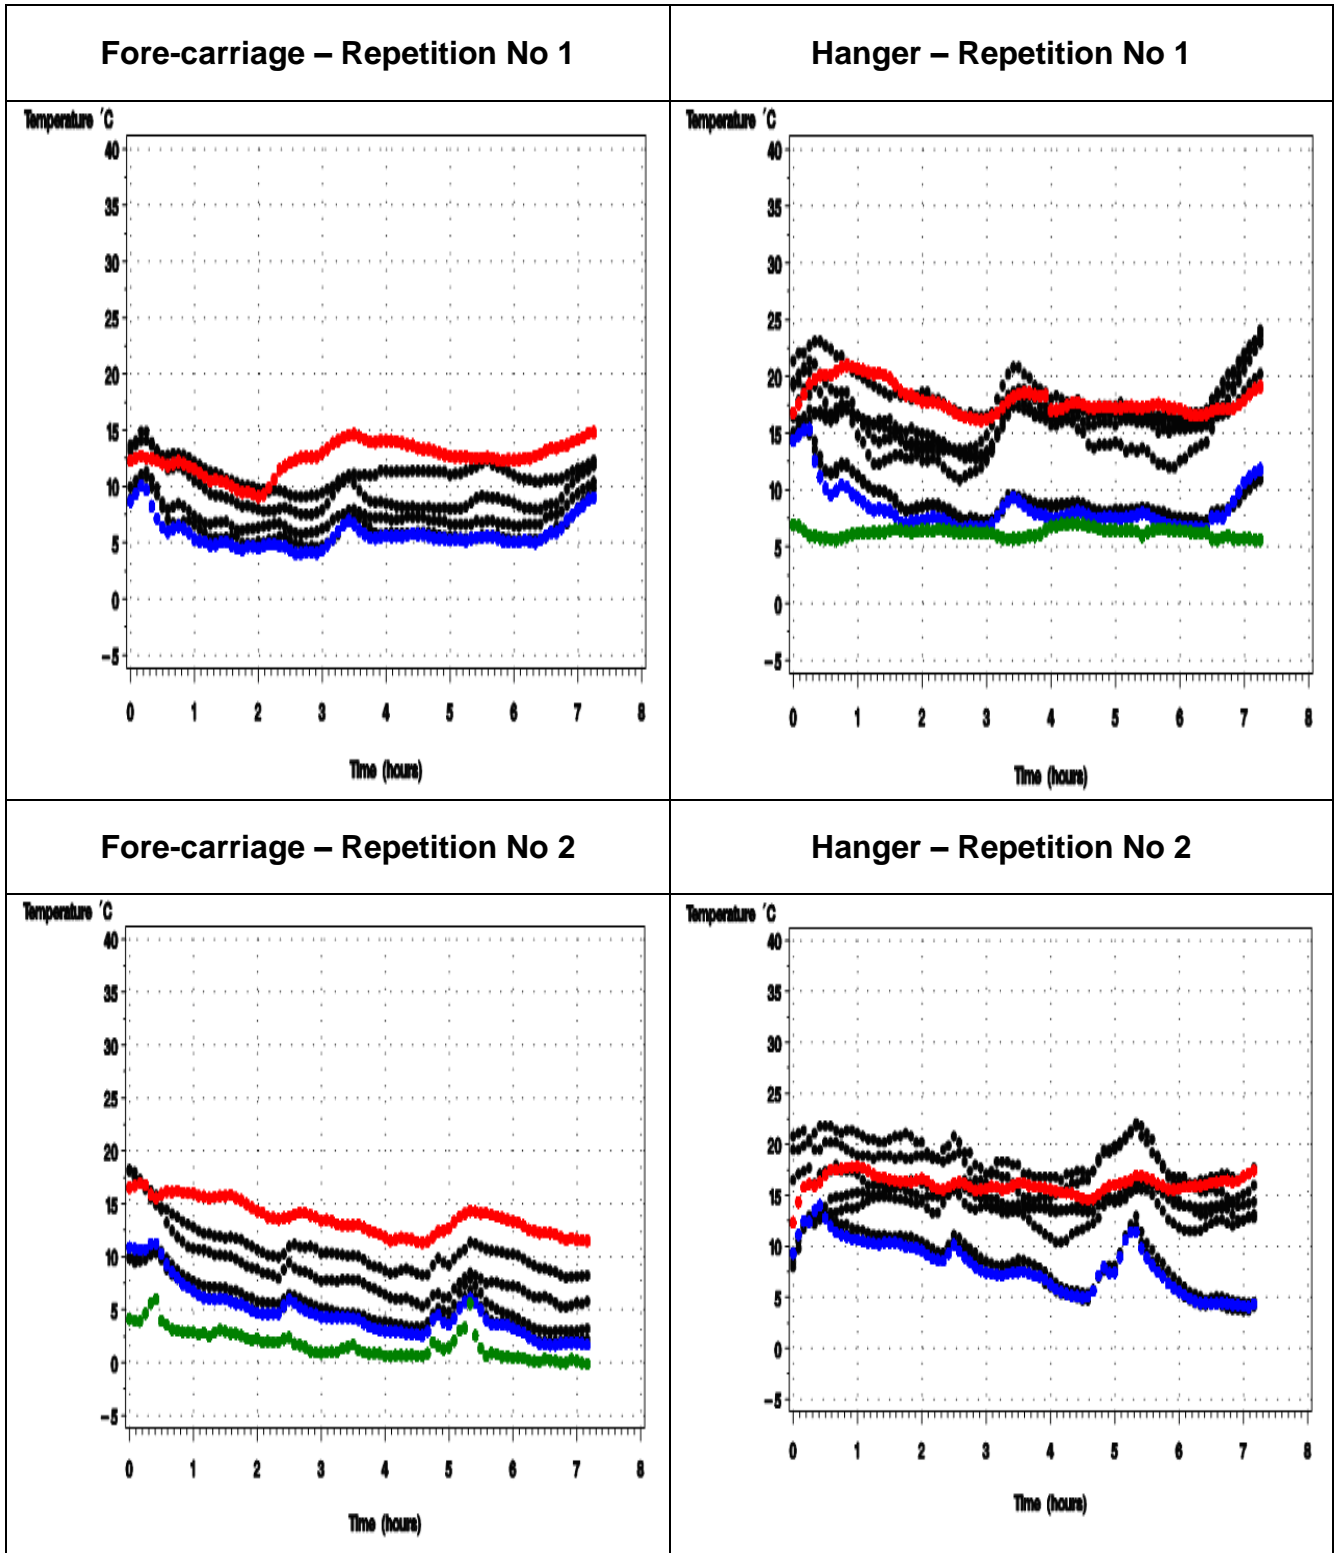 Fore-carriage – Repetition No 1
Hanger – Repetition No 1
Temperature ´C
40
35
30
25
20
15
10
5
0
−5
0 1 2 3 4 5 6 7 8
Time (hours)
Temperature ´C
40
35
30
25
20
15
10
5
0
−5
0 1 2 3 4 5 6 7 8
Time (hours)
Fore-carriage – Repetition No 2
Hanger – Repetition No 2
Temperature ´C
40
35
30
25
20
15
10
5
0
−5
0 1 2 3 4 5 6 7 8
Time (hours)
Temperature ´C
40
35
30
25
20
15
10
5
0
−5
0 1 2 3 4 5 6 7 8
Time (hours)